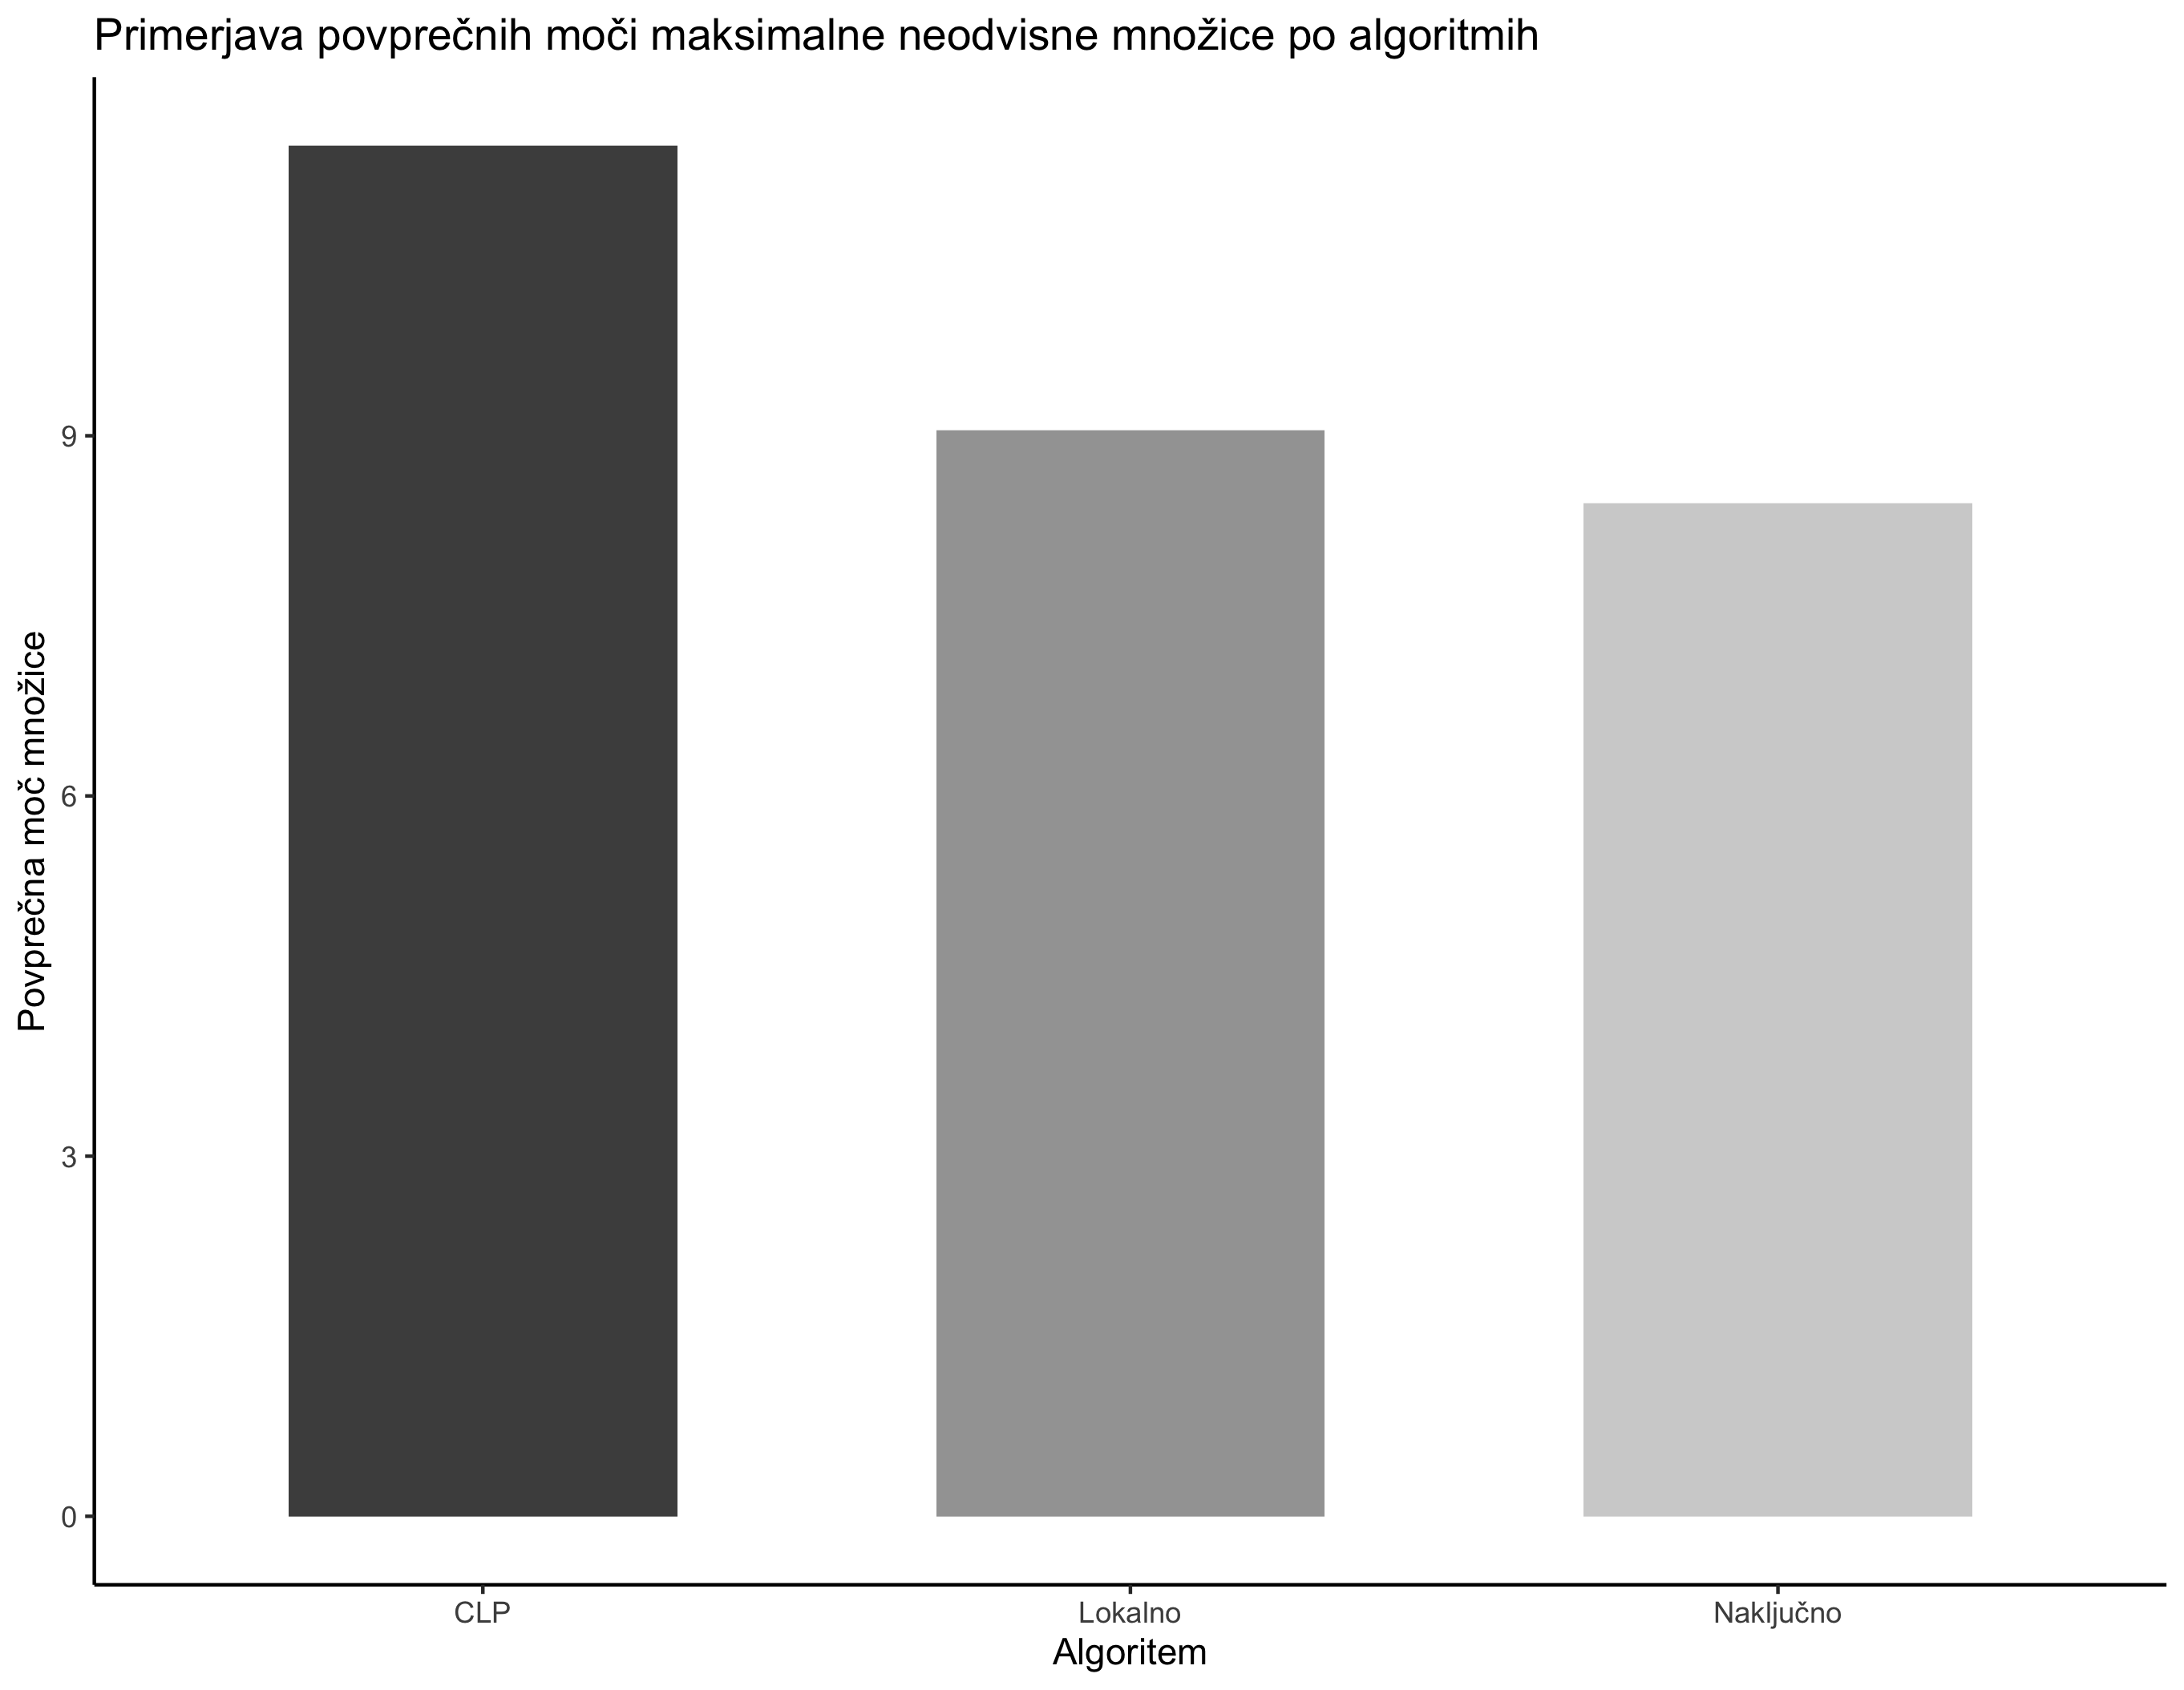 Primerjava povprečnih moči maksimalne neodvisne množice po algoritmih
Povprečna moč množice
9
6
3
0
CLP
Lokalno
Naključno
Algoritem